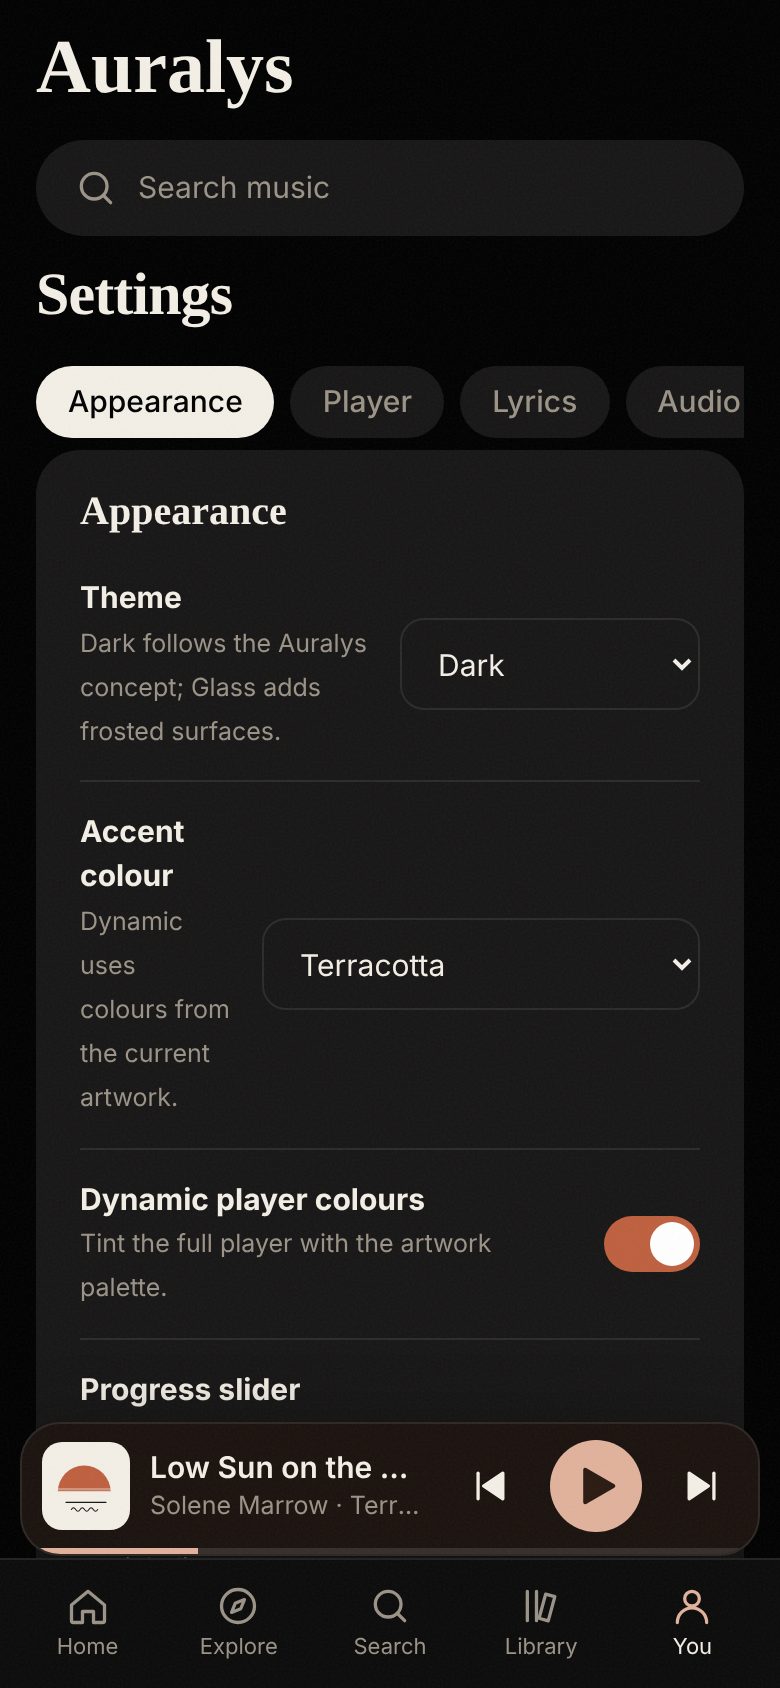 Auralys
Search music
Settings
Appearance
Player
Lyrics
Audio
Appearance
Theme
Dark follows the Auralys
concept; Glass adds
frosted surfaces.
Dark
Accent
colour
Dynamic
uses
colours from
the current
artwork.
Terracotta
Dynamic player colours
Tint the full player with the artwork
palette.
Progress slider
Low Sun on the ...
Solene Marrow · Terr...
Home
Explore
Search
Library
You